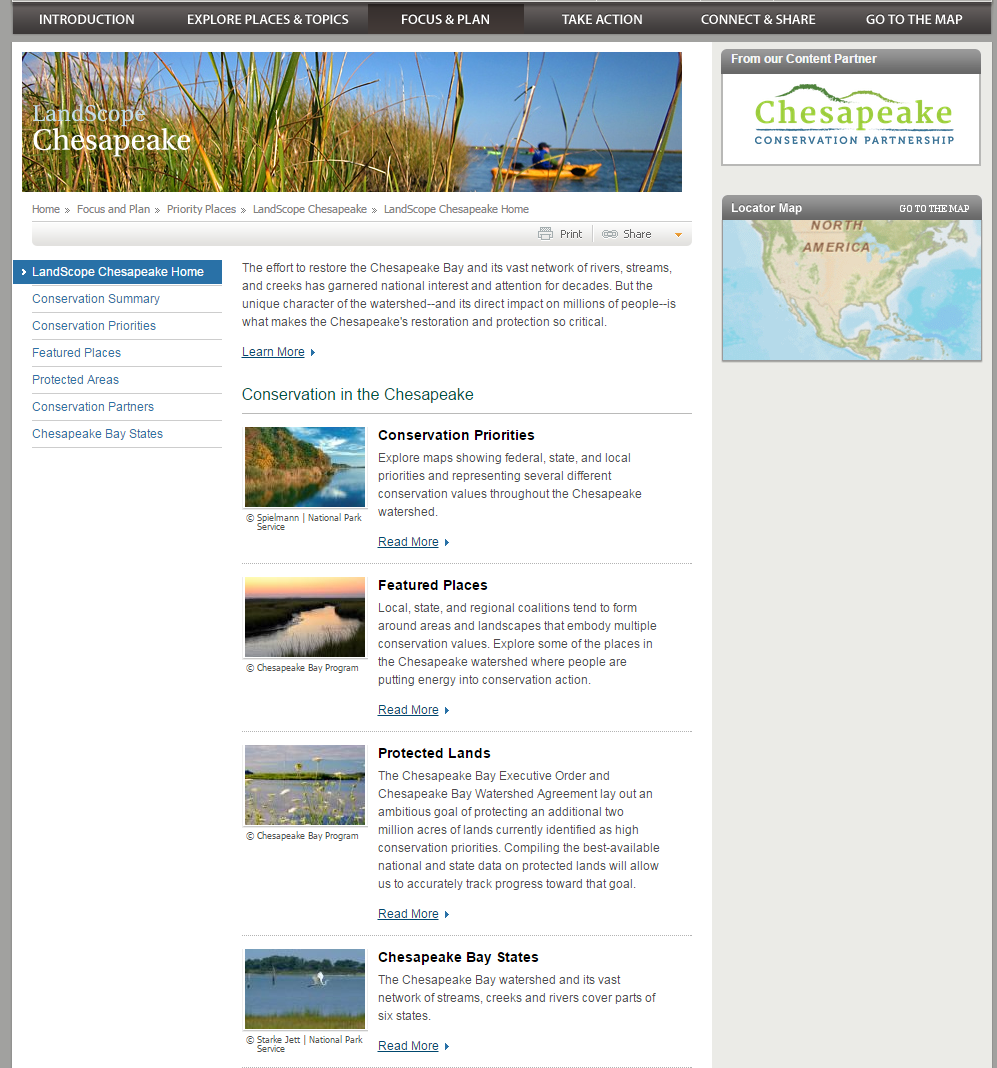 INTRODUCTION EXPLORE PLACES & TOPICS FOCUS & PLAN TAKE ACTION CONNECT & SHARE GO TO THE MAP
LandScope
Chesapeake
Home » Focus and Plan » Priority Places » LandScope Chesapeake » LandScope Chesapeake Home
Print Share
LandScope Chesapeake Home
Conservation Summary
Conservation Priorities
Featured Places
Protected Areas
Conservation Partners
Chesapeake Bay States
The effort to restore the Chesapeake Bay and its vast network of rivers, streams,
and creeks has garnered national interest and attention for decades. But the
unique character of the watershed--and its direct impact on millions of people--is
what makes the Chesapeake's restoration and protection so critical.
Learn More
Conservation in the Chesapeake
© Spielmann | National Park
Service
Conservation Priorities
Explore maps showing federal, state, and local
priorities and representing several different
conservation values throughout the Chesapeake
watershed.
Read More
© Chesapeake Bay Program
Featured Places
Local, state, and regional coalitions tend to form
around areas and landscapes that embody multiple
conservation values. Explore some of the places in
the Chesapeake watershed where people are
putting energy into conservation action.
Read More
© Chesapeake Bay Program
Protected Lands
The Chesapeake Bay Executive Order and
Chesapeake Bay Watershed Agreement lay out an
ambitious goal of protecting an additional two
million acres of lands currently identified as high
conservation priorities. Compiling the best-available
national and state data on protected lands will allow
us to accurately track progress toward that goal.
Read More
© Starke Jett | National Park
Service
Chesapeake Bay States
The Chesapeake Bay watershed and its vast
network of streams, creeks and rivers cover parts of
six states.
Read More
From our Content Partner
Chesapeake
CONSERVATION PARTNERSHIP
Locator Map GO TO THE MAP
NORTH
AMERICA